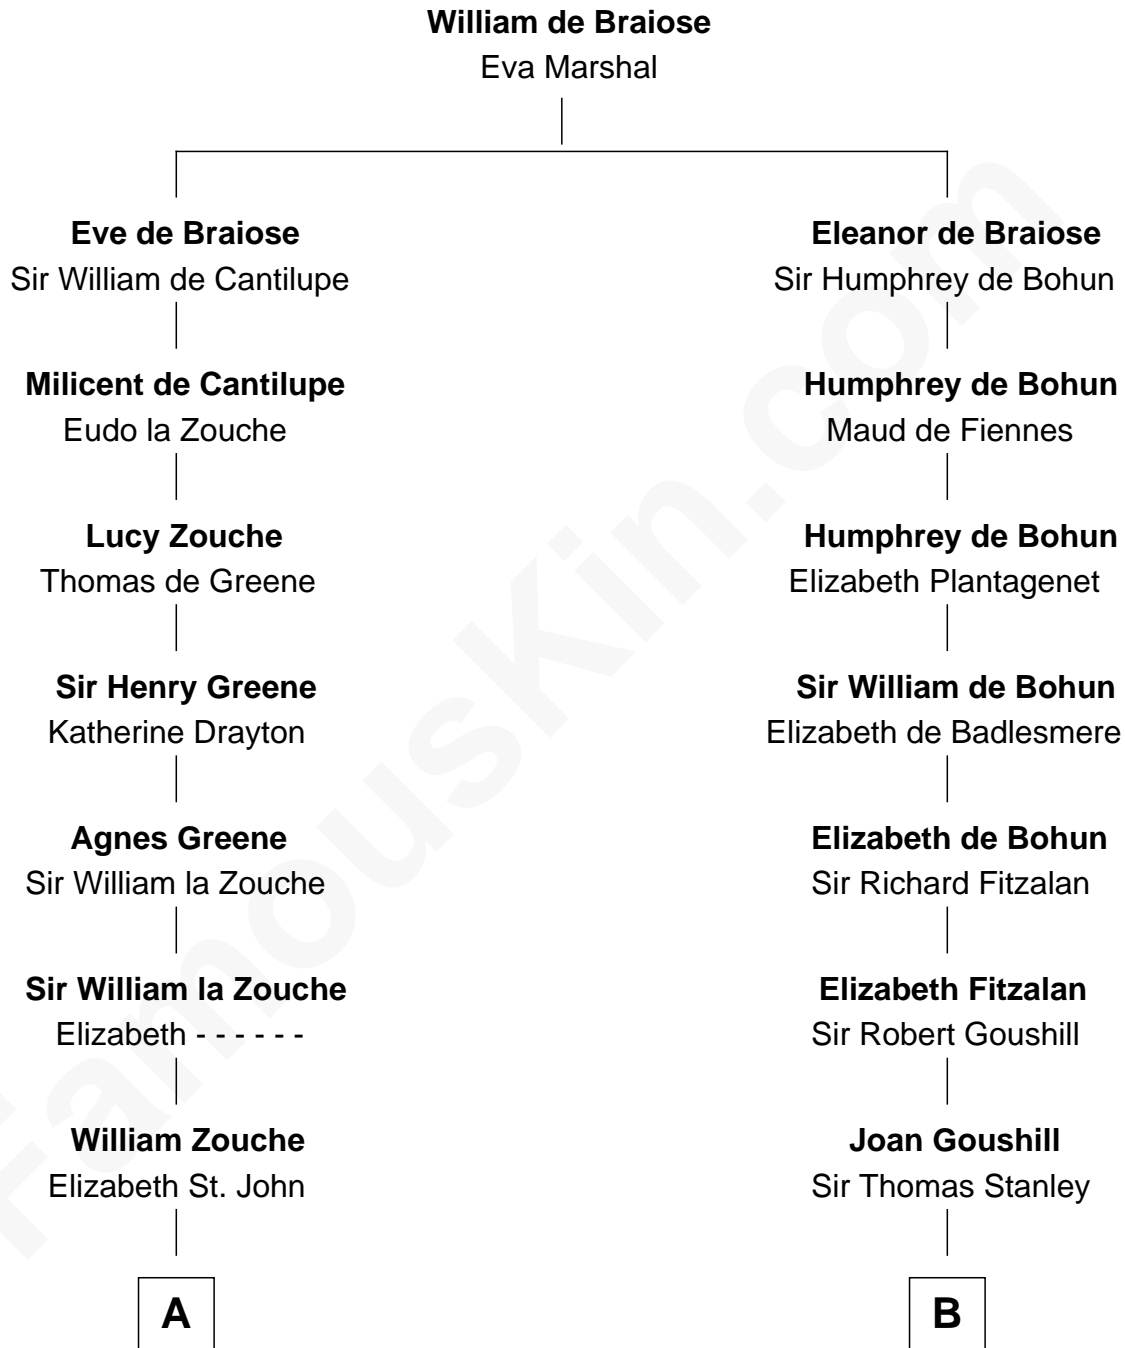 William de Braiose
Eva Marshal
Eve de Braiose
Sir William de Cantilupe
Eleanor de Braiose
Sir Humphrey de Bohun
Milicent de Cantilupe
Eudo la Zouche
Humphrey de Bohun
Maud de Fiennes
Lucy Zouche
Thomas de Greene
Humphrey de Bohun
Elizabeth Plantagenet
Sir Henry Greene
Katherine Drayton
Sir William de Bohun
Elizabeth de Badlesmere
Agnes Greene
Sir William la Zouche
Elizabeth de Bohun
Sir Richard Fitzalan
Sir William la Zouche
Elizabeth - - - - - -
Elizabeth Fitzalan
Sir Robert Goushill
William Zouche
Elizabeth St. John
Joan Goushill
Sir Thomas Stanley
A
B
FamousKin.com